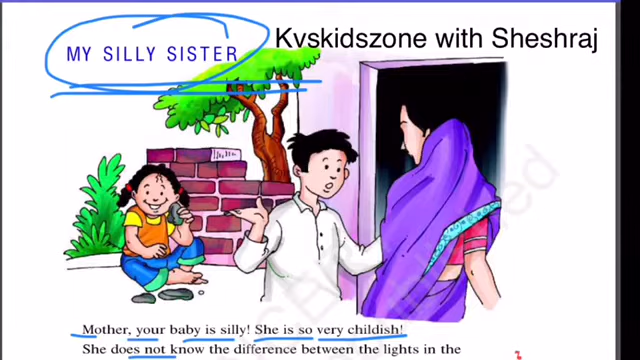 MY SILLY SISTER
Kvskidszone with Sheshraj
Mother, your baby is silly! She is so very childish!
She does not know the difference between the lights in the